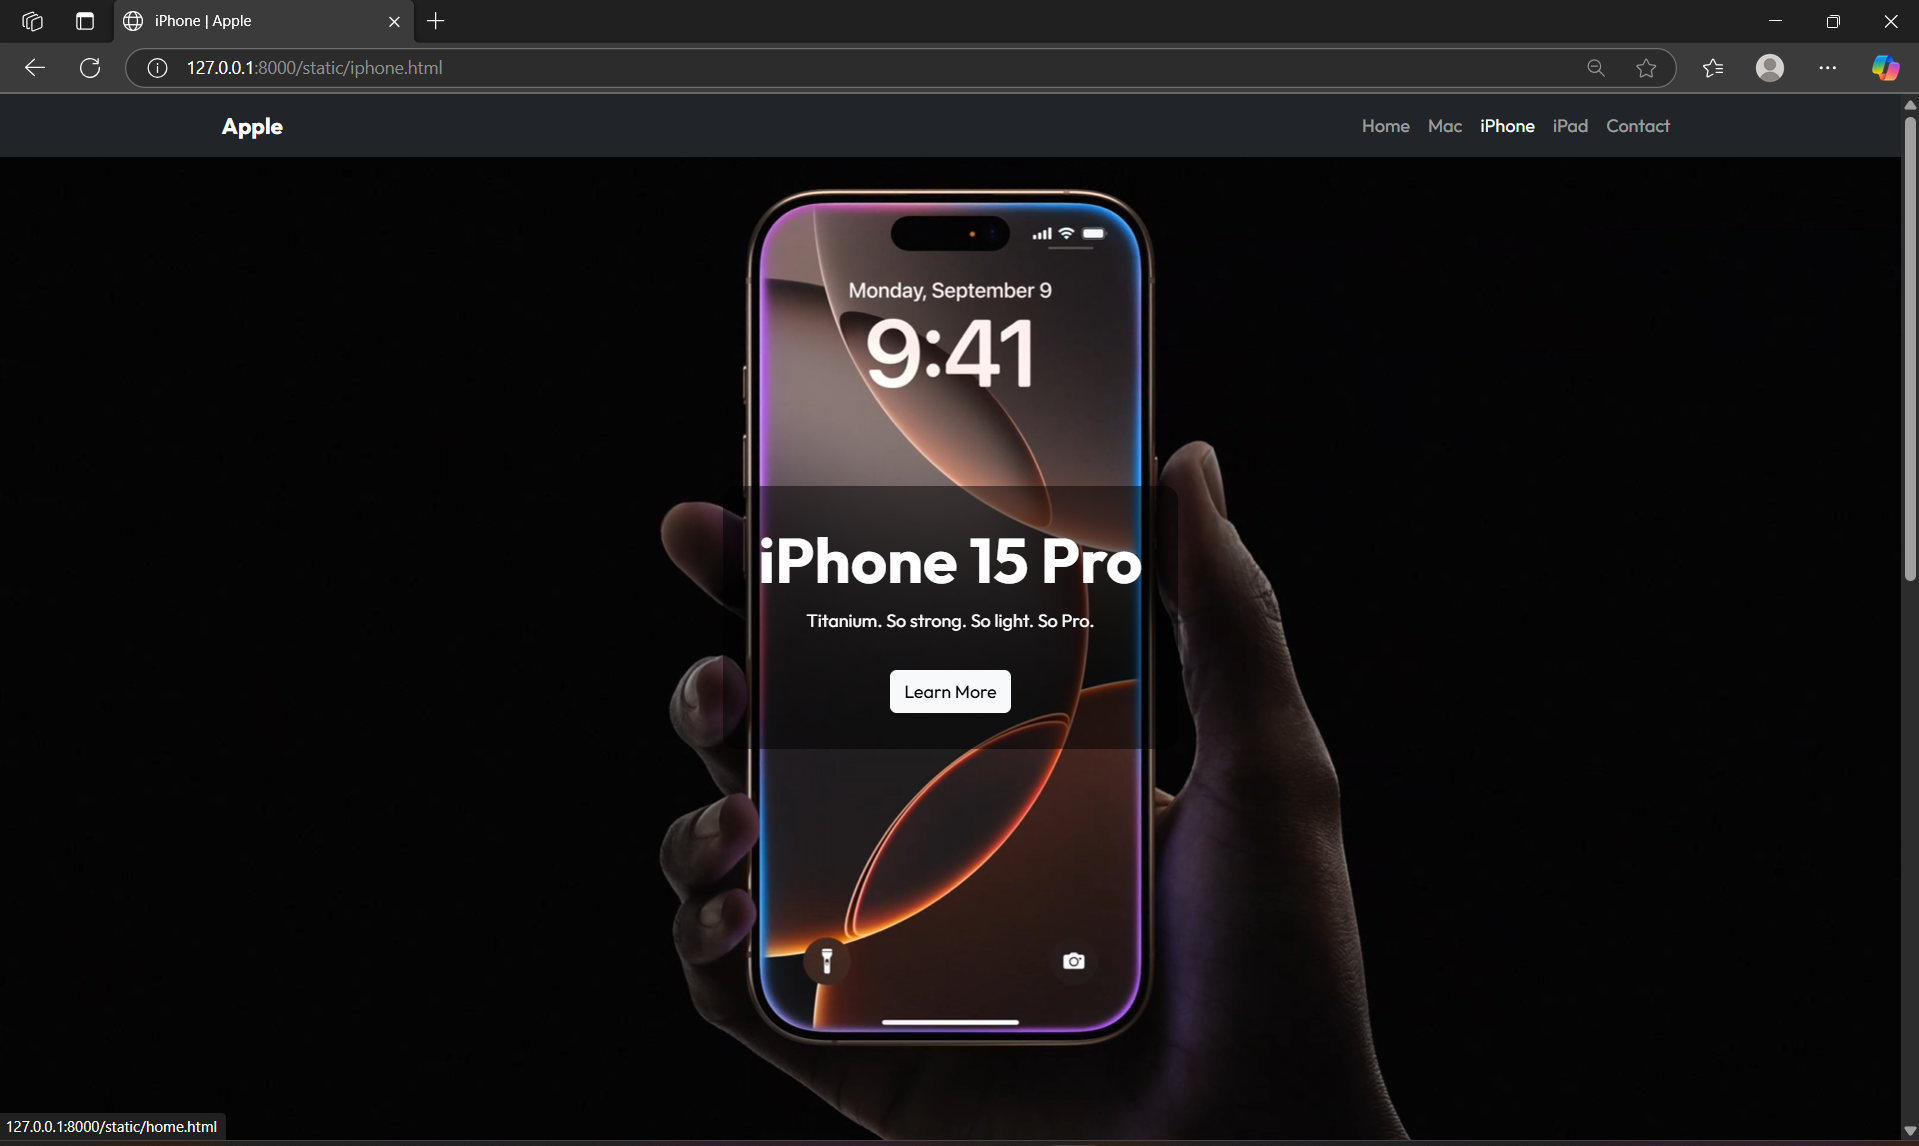 iPhone | Apple
127.0.0.1:8000/static/iphone.html
Apple
Home Mac iPhone iPad Contact
Monday, September 9
9:41
iPhone 15 Pro
Titanium. So strong. So light. So Pro.
Learn More
127.0.0.1:8000/static/home.html